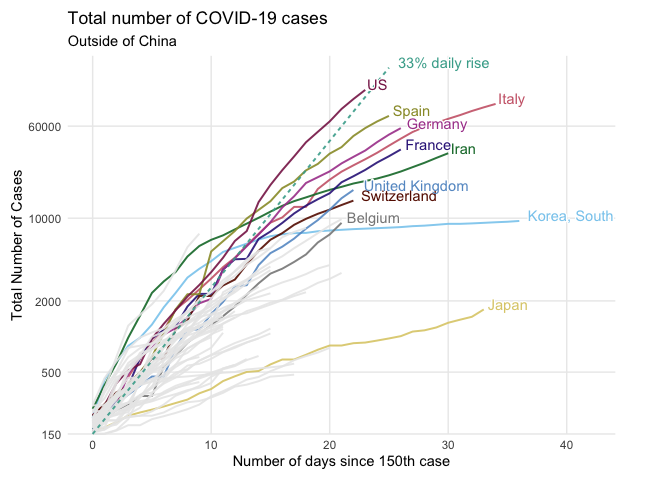 Total number of COVID-19 cases
Outside of China
33% daily rise
US
Italy
Spain
Germany
France
Iran
United Kingdom
Switzerland
Belgium
Korea, South
Japan
60000
10000
2000
500
150
Total Number of Cases
0 10 20 30 40
Number of days since 150th case